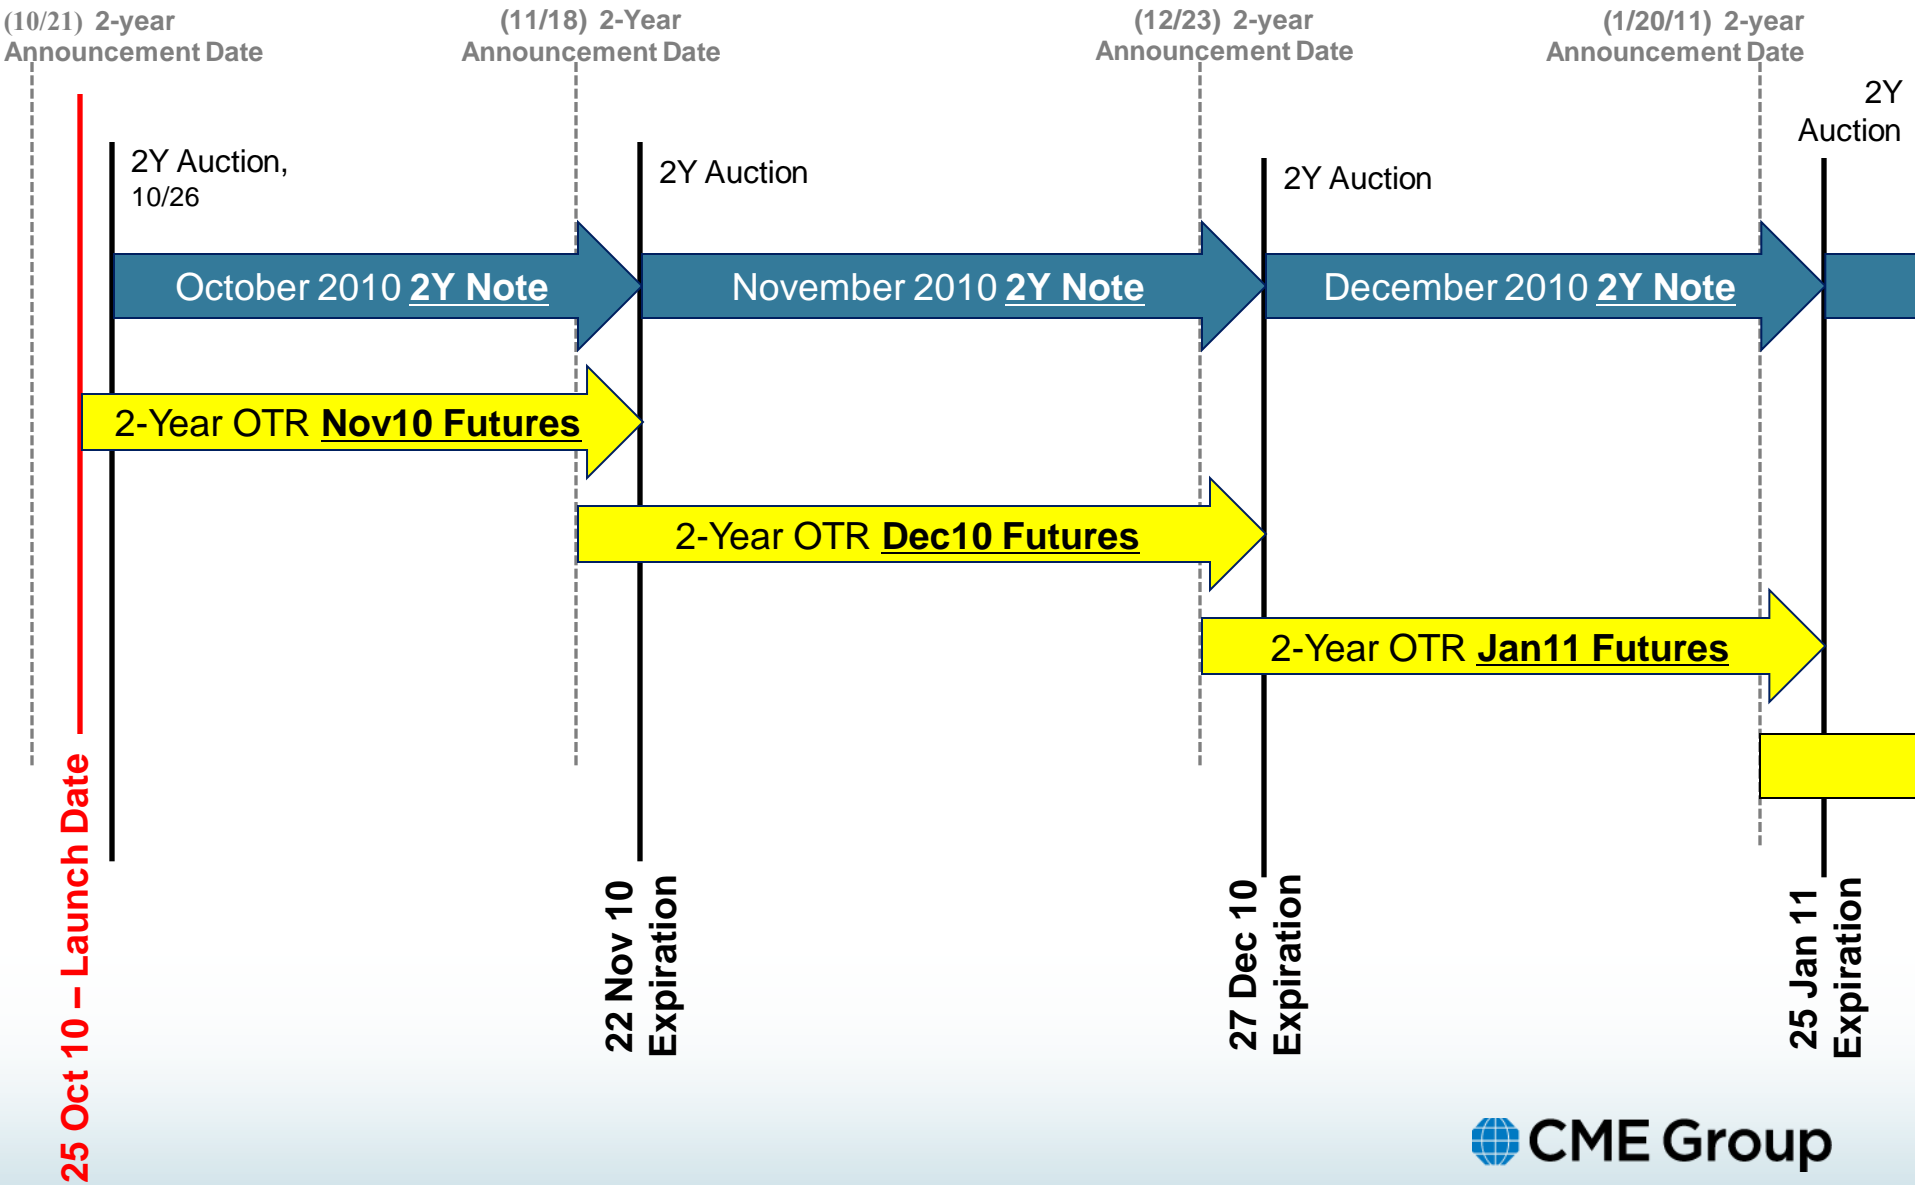 (10/21) 2-year
Announcement Date
(11/18) 2-Year
Announcement Date
(12/23) 2-year
Announcement Date
(1/20/11) 2-year
Announcement Date
2Y Auction,
10/26
2Y Auction
2Y Auction
2Y
Auction
October 2010 2Y Note
November 2010 2Y Note
December 2010 2Y Note
2-Year OTR Nov10 Futures
2-Year OTR Dec10 Futures
2-Year OTR Jan11 Futures
25 Oct 10 – Launch Date
22 Nov 10
Expiration
27 Dec 10
Expiration
25 Jan 11
Expiration
CME Group